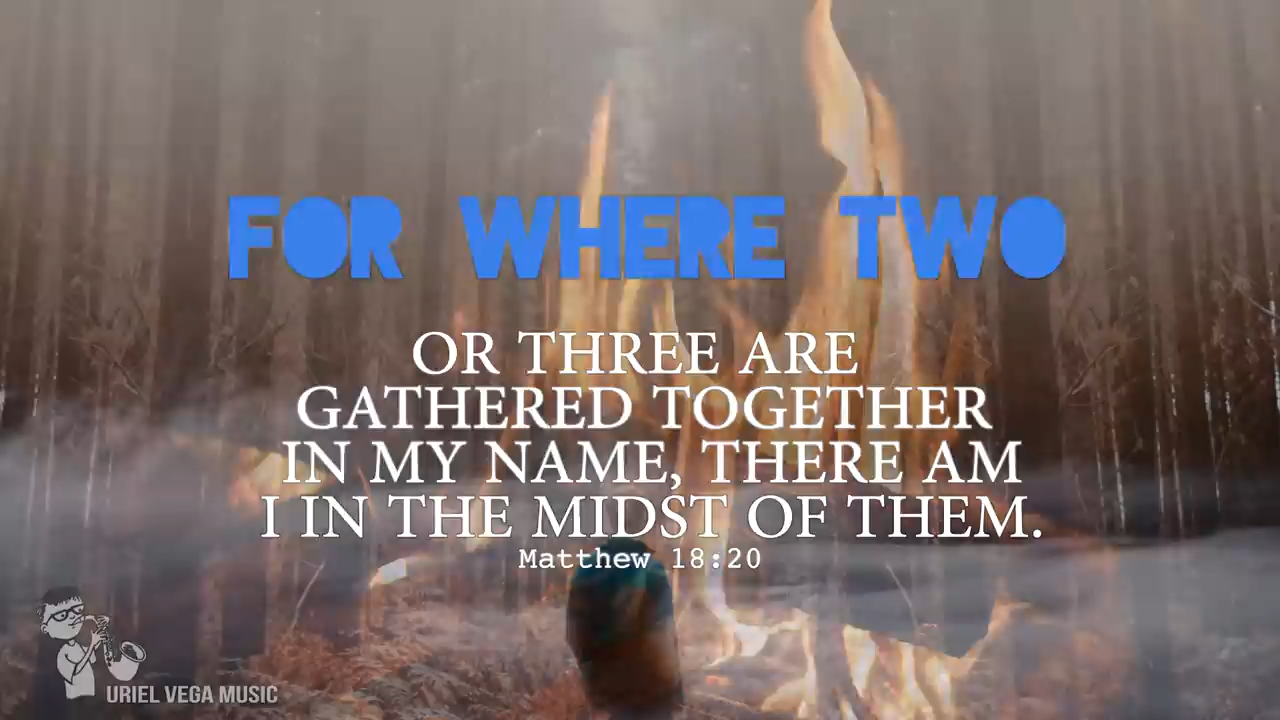 FOR WHERE TWO
OR THREE ARE
GATHERED TOGETHER
IN MY NAME, THERE AM
I IN THE MIDST OF THEM.
Matthew 18:20
URIEL VEGA MUSIC